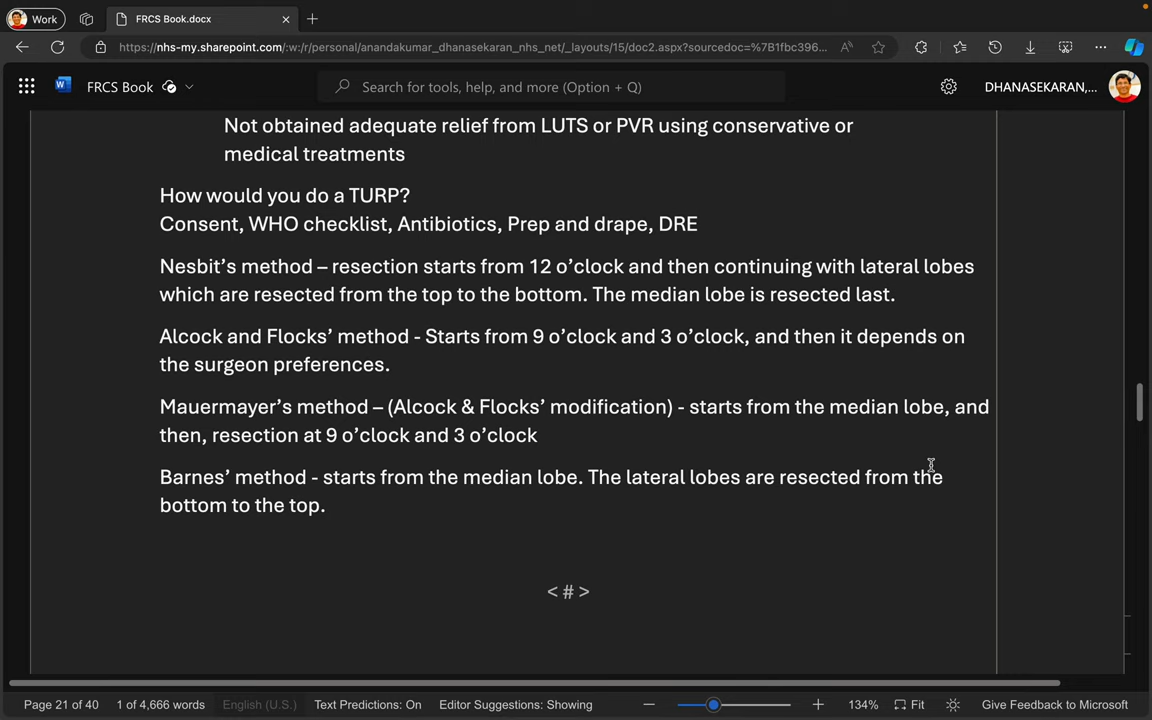 Work
FRCS Book.docx
https://nhs-my.sharepoint.com/:w:/r/personal/anandakumar_dhanasekaran_nhs_net/_layouts/15/doc2.aspx?sourcedoc=%7B1fbc396...
FRCS Book
Search for tools, help, and more (Option + Q)
DHANASEKARAN,...
Not obtained adequate relief from LUTS or PVR using conservative or
medical treatments
How would you do a TURP?
Consent, WHO checklist, Antibiotics, Prep and drape, DRE
Nesbit’s method – resection starts from 12 o’clock and then continuing with lateral lobes
which are resected from the top to the bottom. The median lobe is resected last.
Alcock and Flocks’ method - Starts from 9 o’clock and 3 o’clock, and then it depends on
the surgeon preferences.
Mauermayer’s method – (Alcock & Flocks’ modification) - starts from the median lobe, and
then, resection at 9 o’clock and 3 o’clock
Barnes’ method - starts from the median lobe. The lateral lobes are resected from the
bottom to the top.
< # >
Page 21 of 40 1 of 4,666 words English (U.S.) Text Predictions: On Editor Suggestions: Showing 134% Fit Give Feedback to Microsoft